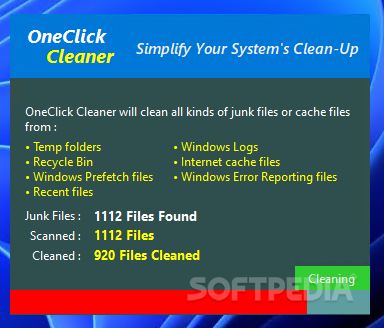 OneClick
Cleaner
Simplify Your System's Clean-Up
OneClick Cleaner will clean all kinds of junk files or cache files
from :
• Temp folders
• Windows Logs
• Recycle Bin
• Internet cache files
• Windows Prefetch files
• Windows Error Reporting files
• Recent files
Junk Files : 1112 Files Found
Scanned : 1112 Files
Cleaned : 920 Files Cleaned
Cleaning
SOFTPEDIA